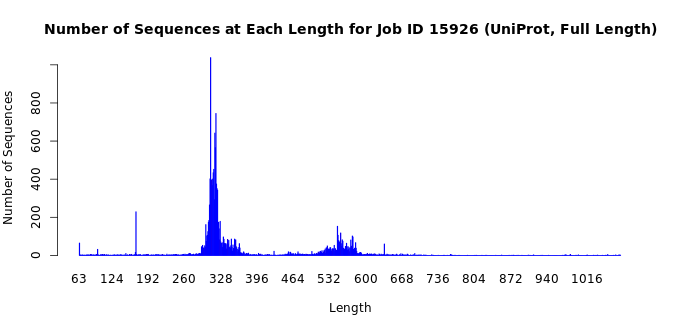 Number of Sequences at Each Length for Job ID 15926 (UniProt, Full Length)
Number of Sequences
0 200 400 600 800
63 124 192 260 328 396 464 532 600 668 736 804 872 940 1016
Length